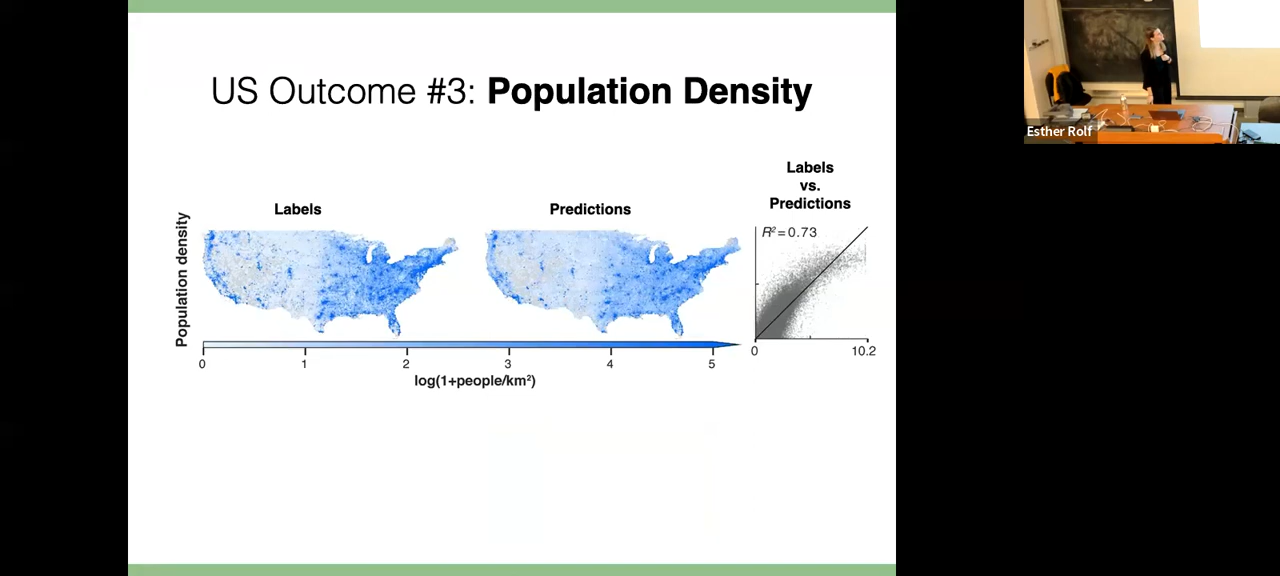 US Outcome #3: Population Density
Esther Rolf
Labels
vs.
Predictions
Labels
Predictions
Population density
R²=0.73
0
10.2
0
1
2
3
4
5
log(1+people/km²)